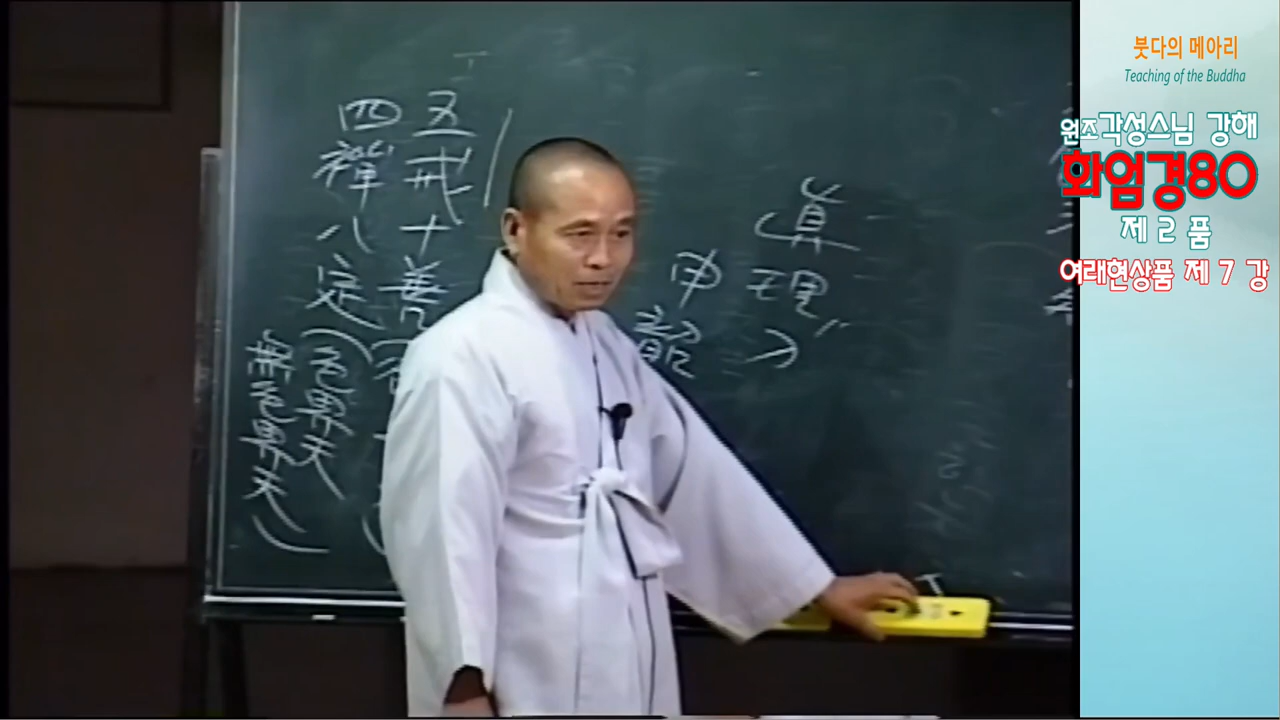 붓다의 메아리
Teaching of the Buddha
원조각성스님 강해
화엄경80
제 2 품
여래현상품 제 7 강
眞理
五戒十善(
四禪八定(色界天
無色界天)